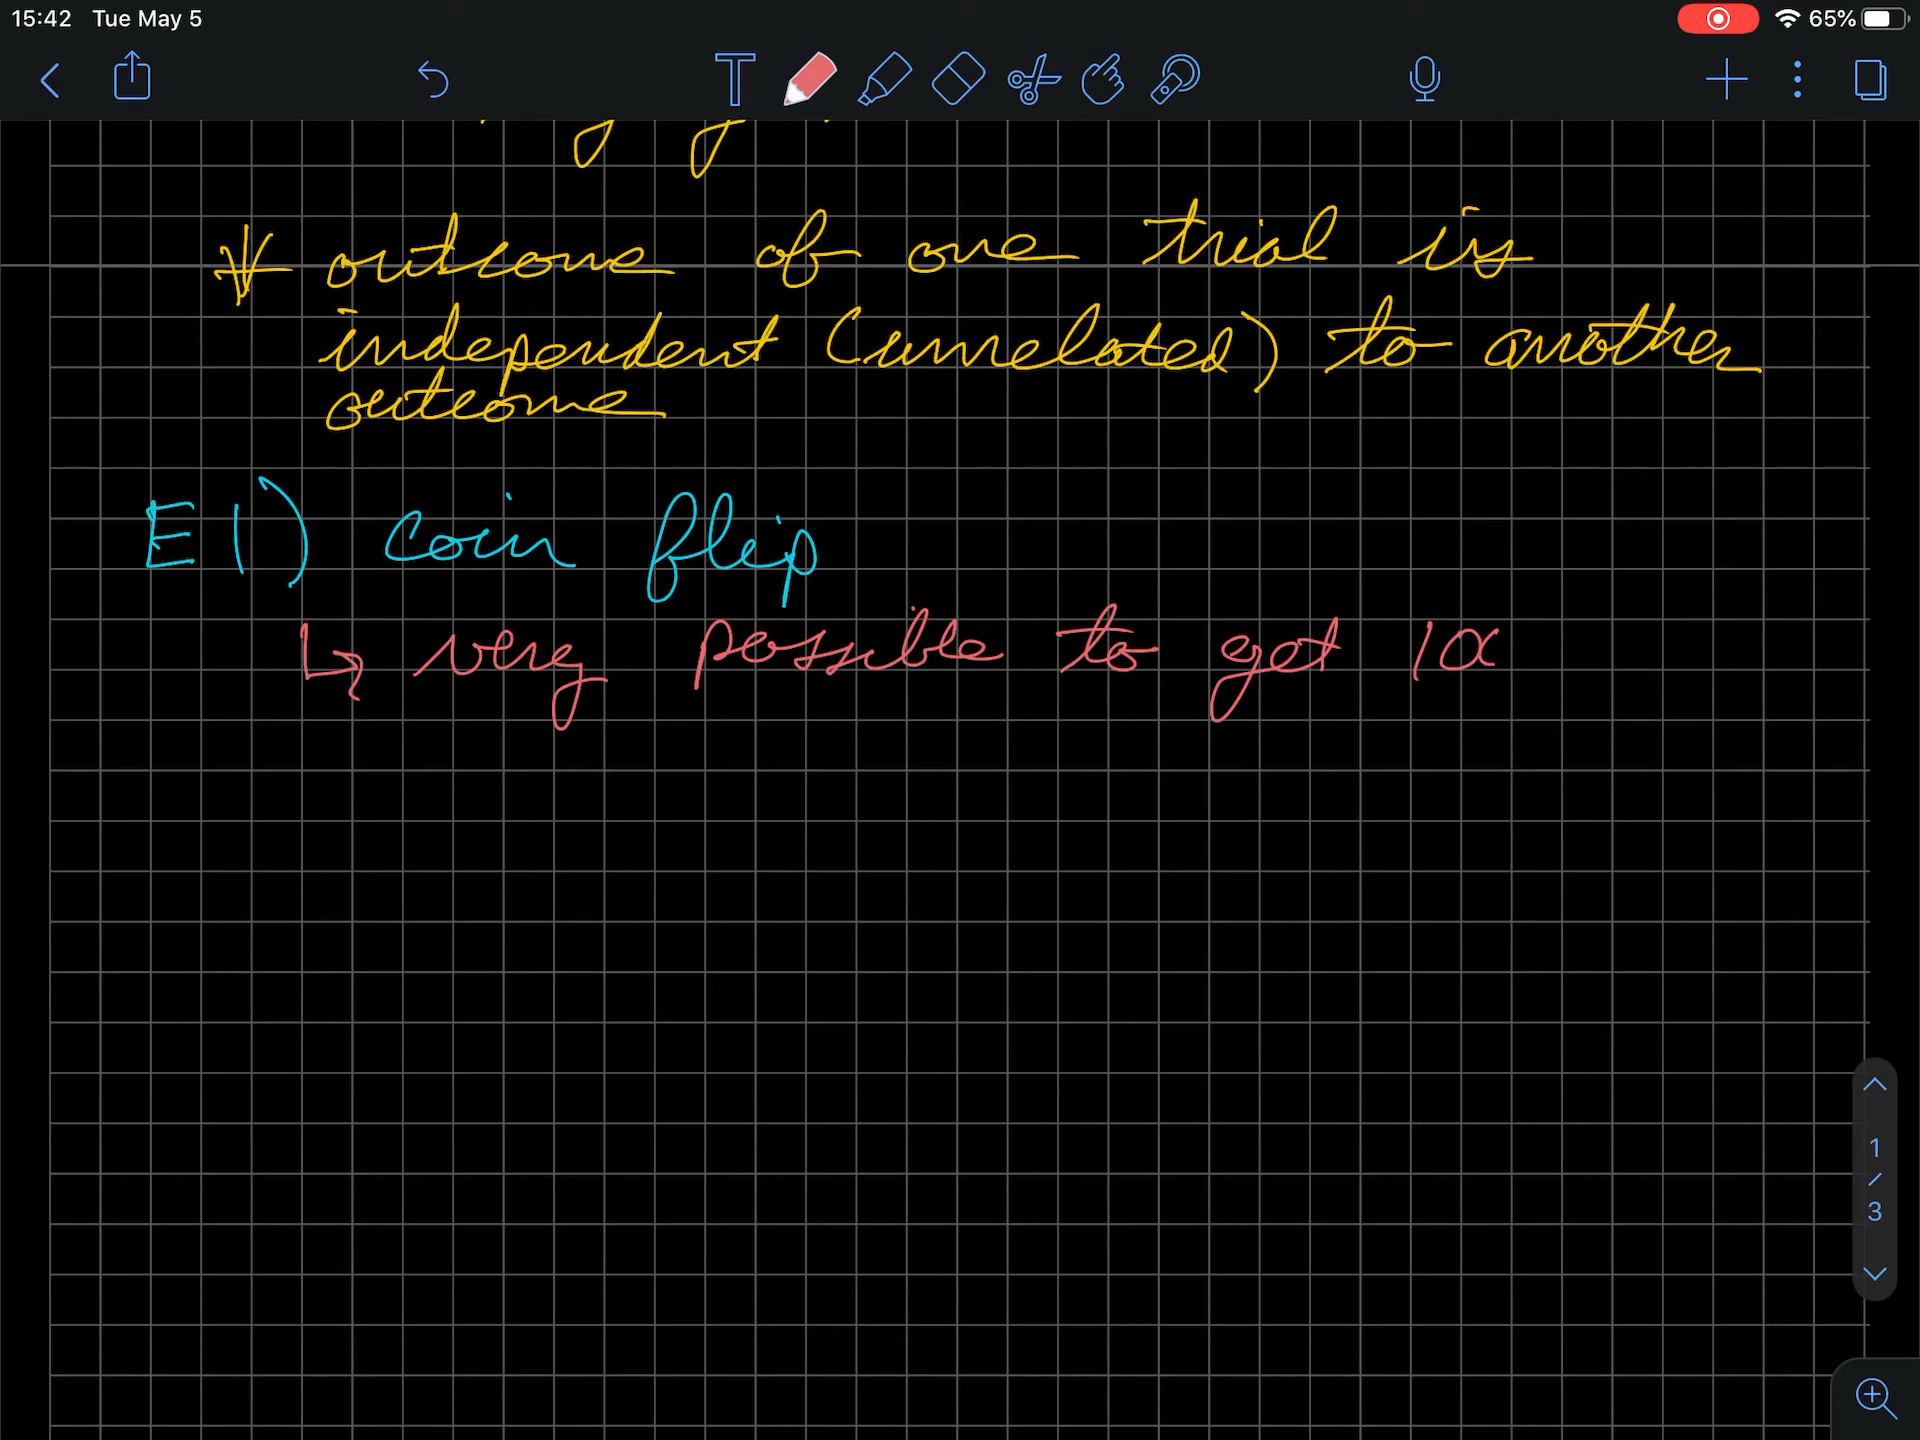 15:42 Tue May 5
65%
* outcome of one trial is
independent (unrelated) to another
outcome
E1) coin flip
↳ very possible to get 10
1
/
3